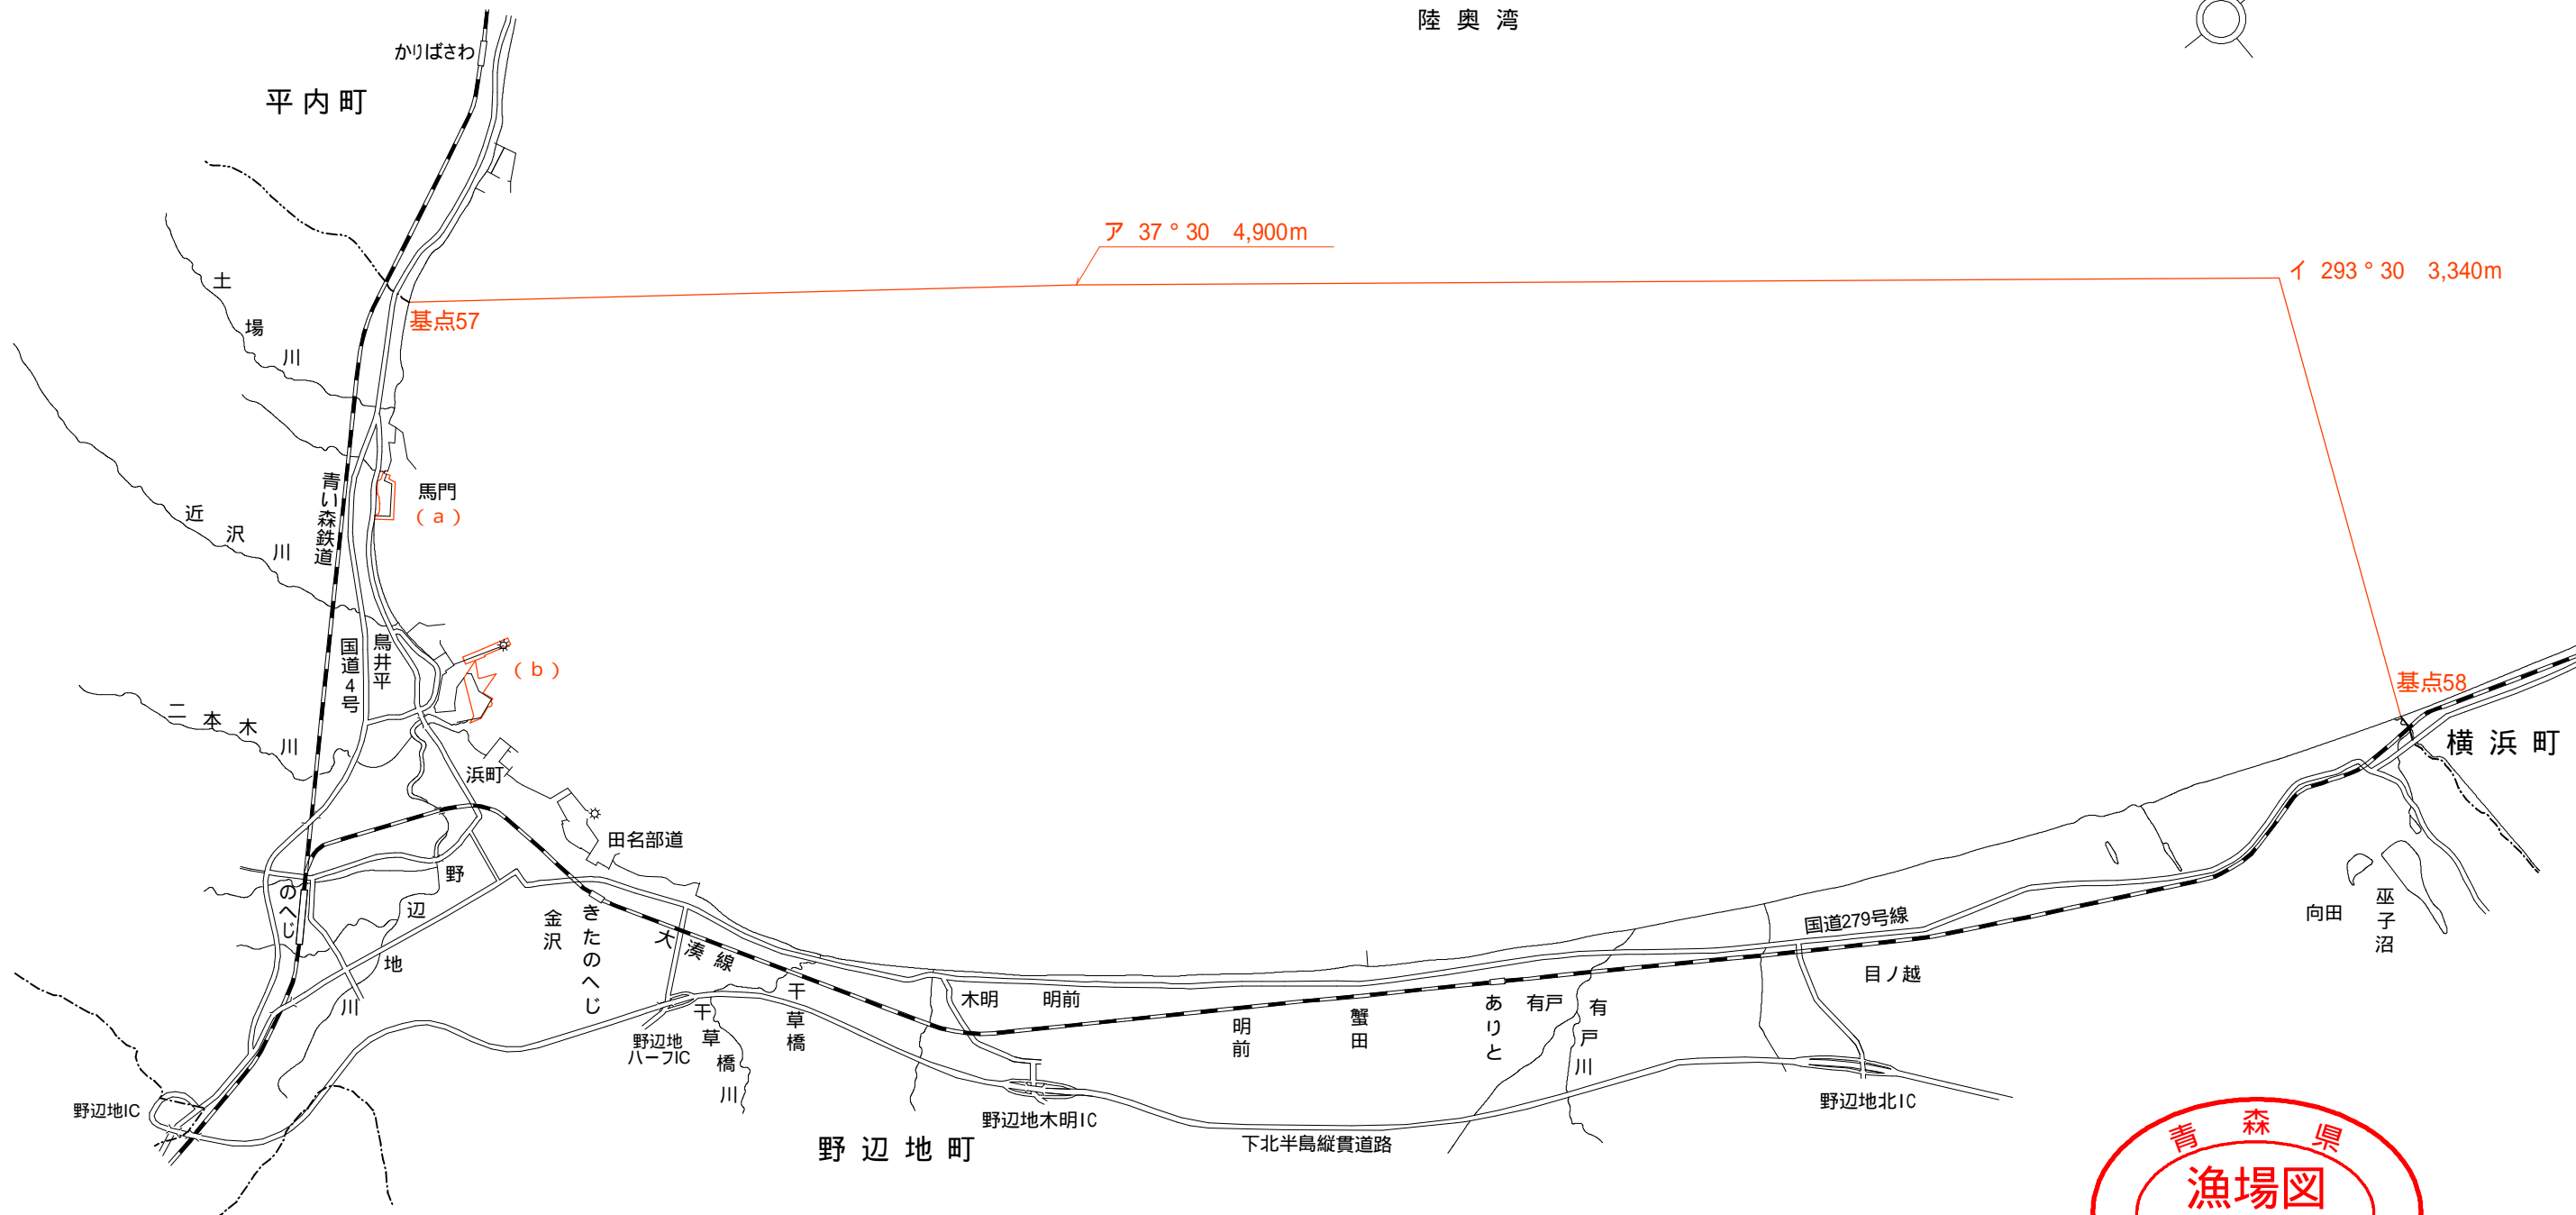 陸奥湾
かりばさわ
平内町
ア 37°30 4,900m
イ 293°30 3,340m
基点57
土場川
青い森鉄道
馬門
(a)
近沢川
国道4号
鳥井平
(b)
基点58
二本木川
横浜町
浜町
田名部道
のへじ
野辺地川
金沢
きたのへじ
大湊線
国道279号線
向田
巫子沼
目ノ越
木明
明前
明前
蟹田
ありと
有戸
有戸川
干草橋
干草橋川
野辺地
ハーフIC
野辺地IC
野辺地木明IC
野辺地北IC
下北半島縦貫道路
野辺地町
青森県
漁場図